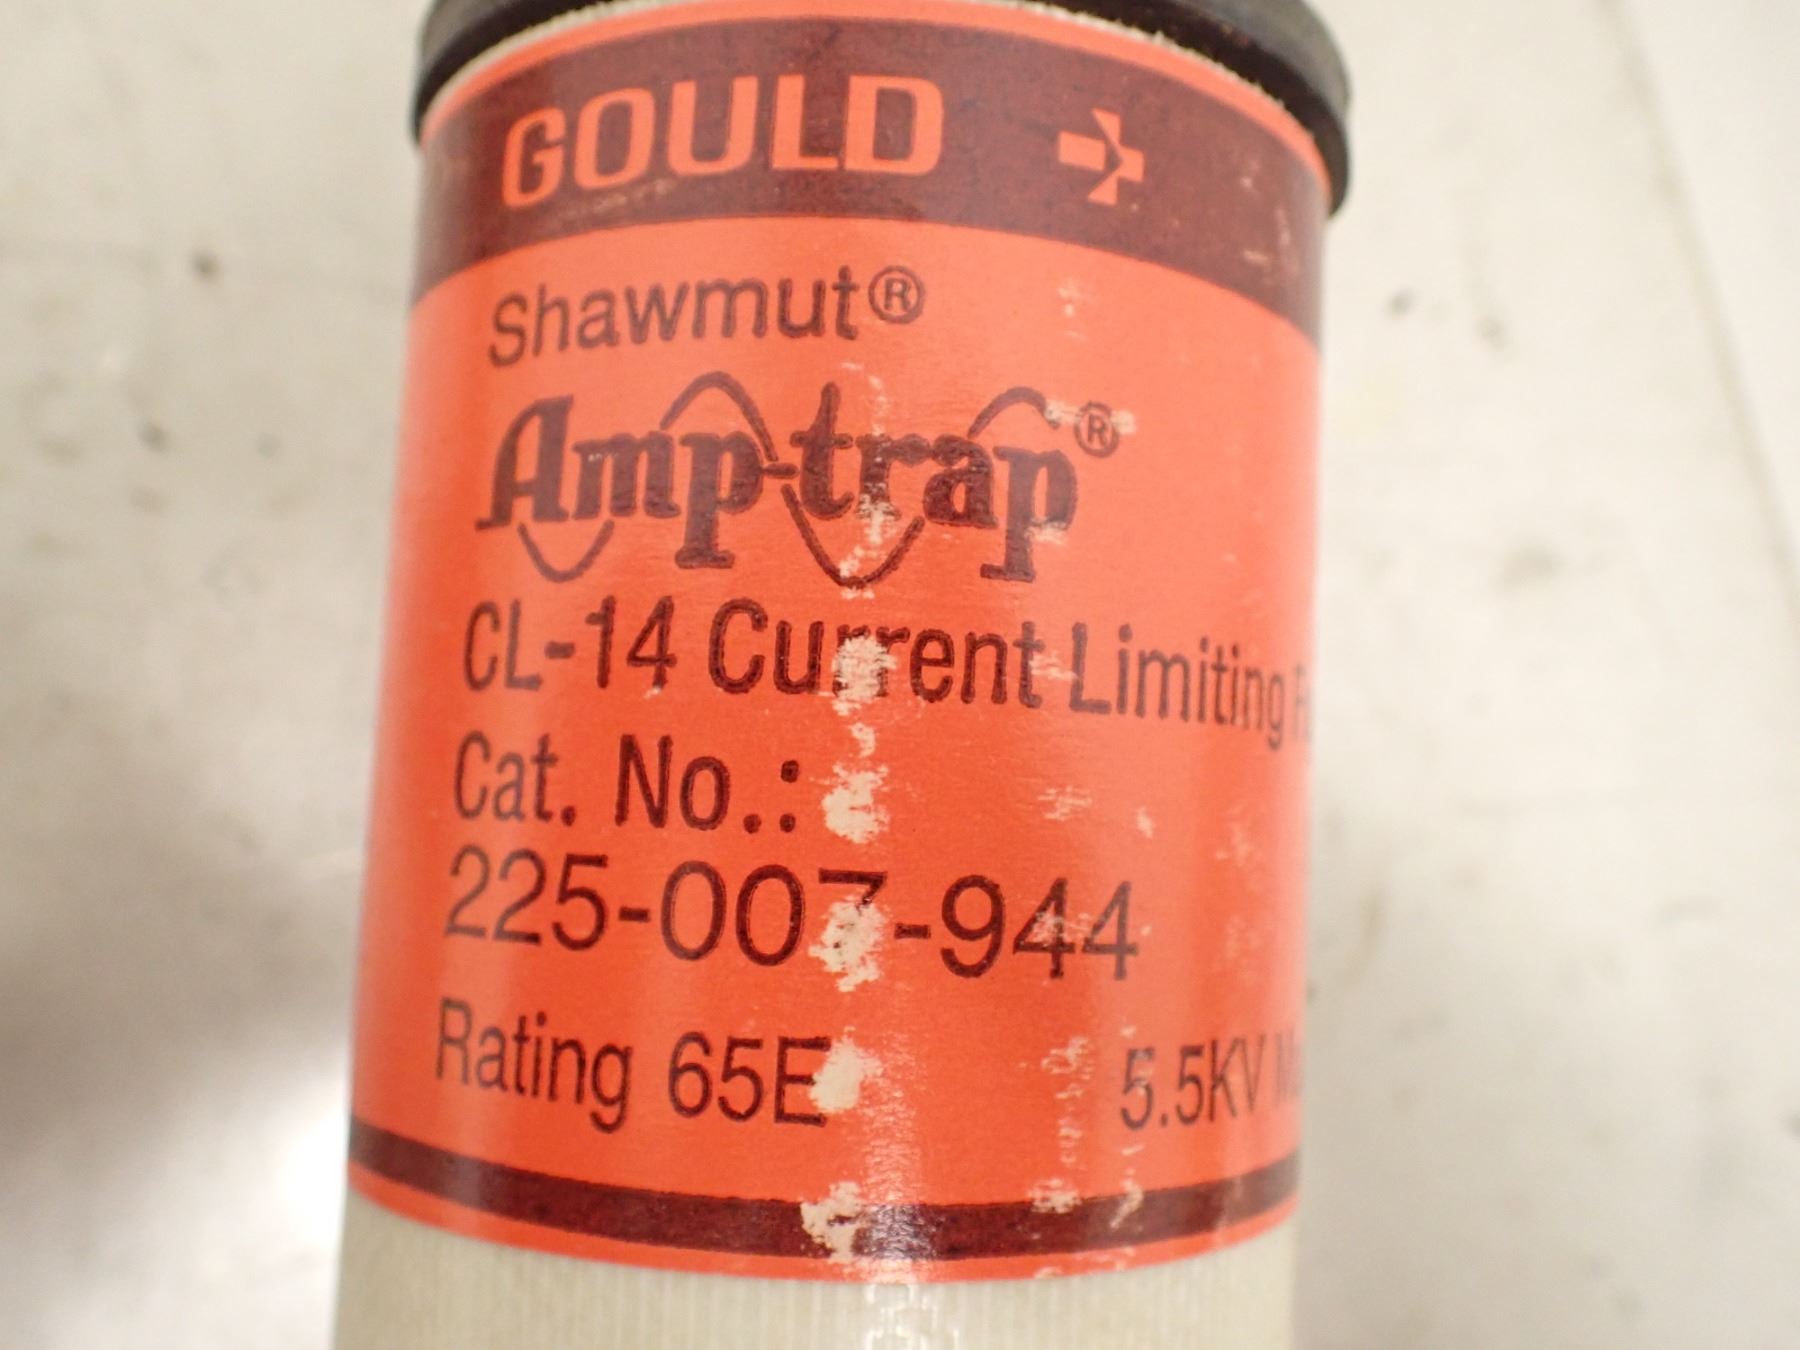 GOULD
Shawmut®
Amp-trap®
CL-14 Current Limiting
Cat. No.:
225-007-944
Rating 65E 5.5KV